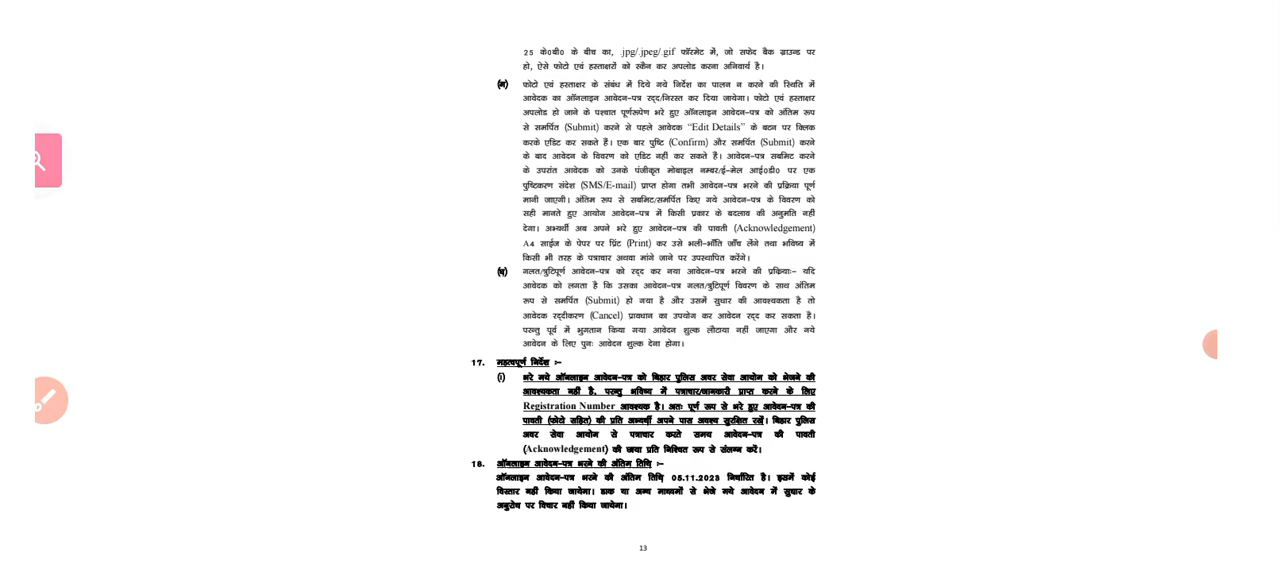 25 के0बी0 के बीच का, .jpg/.jpeg/.gif फॉरमेट में, जो सफेद बैक ग्राउन्ड पर
हो, ऐसे फोटो एवं हस्ताक्षरों को स्कैन कर अपलोड करना अनिवार्य है।
(म) फोटो एवं हस्ताक्षर के संबंध में दिये गये निर्देश का पालन न करने की स्थिति में
आवेदक का ऑनलाइन आवेदन-पत्र रद्द/निरस्त कर दिया जायेगा। फोटो एवं हस्ताक्षर
अपलोड हो जाने के पश्चात पूर्णरूपेण भरे हुए ऑनलाइन आवेदन-पत्र को अंतिम रूप
से समर्पित (Submit) करने से पहले आवेदक “Edit Details” के बटन पर क्लिक
करके एडिट कर सकते हैं। एक बार पुष्टि (Confirm) और समर्पित (Submit) करने
के बाद आवेदन के विवरण को एडिट नहीं कर सकते हैं। आवेदन-पत्र सबमिट करने
के उपरांत आवेदक को उनके पंजीकृत मोबाइल नम्बर/ई-मेल आई0डी0 पर एक
पुष्टिकरण संदेश (SMS/E-mail) प्राप्त होगा तभी आवेदन-पत्र भरने की प्रक्रिया पूर्ण
मानी जाएगी। अंतिम रूप से सबमिट/समर्पित किए गये आवेदन-पत्र के विवरण को
सही मानते हुए आयोग आवेदन-पत्र में किसी प्रकार के बदलाव की अनुमति नहीं
देगा। अभ्यर्थी अब अपने भरे हुए आवेदन-पत्र की पावती (Acknowledgement)
A4 साईज के पेपर पर प्रिंट (Print) कर उसे भली-भाँति जाँच लेंगे तथा भविष्य में
किसी भी तरह के पत्राचार अथवा मांगे जाने पर उपस्थापित करेंगे।
(य) गलत/त्रुटिपूर्ण आवेदन-पत्र को रद्द कर नया आवेदन-पत्र भरने की प्रक्रियाः- यदि
आवेदक को लगता है कि उसका आवेदन-पत्र गलत/त्रुटिपूर्ण विवरण के साथ अंतिम
रूप से समर्पित (Submit) हो गया है और उसमें सुधार की आवश्यकता है तो
आवेदक रद्दीकरण (Cancel) प्रावधान का उपयोग कर आवेदन रद्द कर सकता है।
परन्तु पूर्व में भुगतान किया गया आवेदन शुल्क लौटाया नहीं जाएगा और नये
आवेदन के लिए पुनः आवेदन शुल्क देना होगा।
17. महत्वपूर्ण निर्देश :-
(i) भरे गये ऑनलाइन आवेदन-पत्र को बिहार पुलिस अवर सेवा आयोग को भेजने की
आवश्यकता नहीं है, परन्तु भविष्य में पत्राचार/जानकारी प्राप्त करने के लिए
Registration Number आवश्यक है। अतः पूर्ण रूप से भरे हुए आवेदन-पत्र की
पावती (फोटो सहित) की प्रति अभ्यर्थी अपने पास अवश्य सुरक्षित रखें। बिहार पुलिस
अवर सेवा आयोग से पत्राचार करते समय आवेदन-पत्र की पावती
(Acknowledgement) की छाया प्रति निश्चित रूप से संलग्न करें।
18. ऑनलाइन आवेदन-पत्र भरने की अंतिम तिथि :-
ऑनलाइन आवेदन-पत्र भरने की अंतिम तिथि 05.11.2023 निर्धारित है। इसमें कोई
विस्तार नहीं किया जायेगा। डाक या अन्य माध्यमों से भेजे गये आवेदन में सुधार के
अनुरोध पर विचार नहीं किया जायेगा।
13